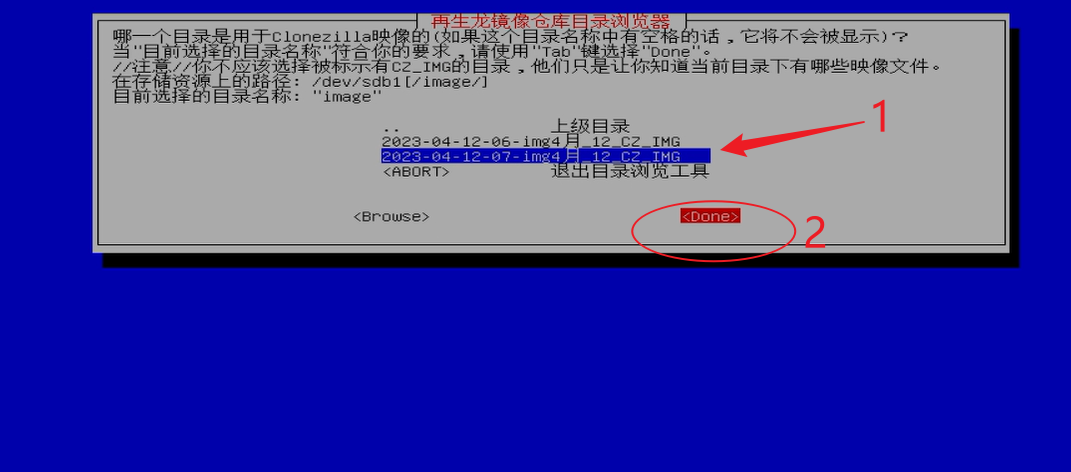 再生龙镜像仓库目录浏览器
哪一个目录是用于Clonezilla映像的(如果这个目录名称中有空格的话，它将不会被显示)？
当"目前选择的目录名称"符合你的要求，请使用"Tab"键选择"Done"。
//注意//你不应该选择被标示有CZ_IMG的目录，他们只是让你知道当前目录下有哪些映像文件。
在存储资源上的路径: /dev/sdb1[/image/]
目前选择的目录名称: "image"
.. 上级目录
2023-04-12-06-img4月_12_CZ_IMG
2023-04-12-07-img4月_12_CZ_IMG
<ABORT> 退出目录浏览工具
1
<Browse> <Done>
2